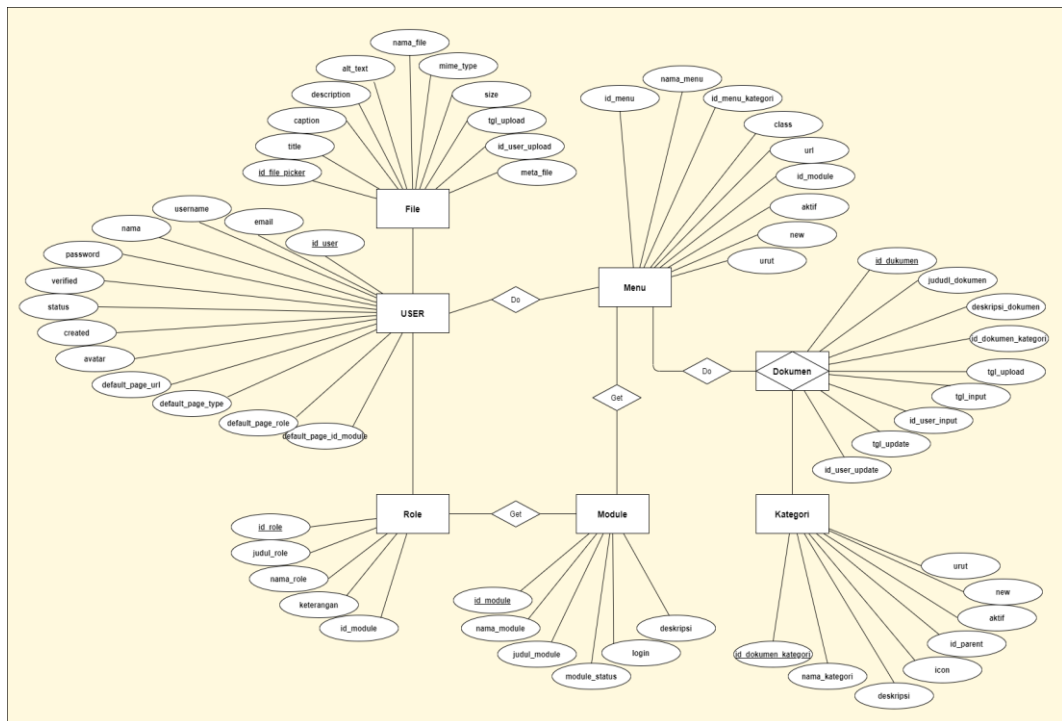 nama_file
alt_text
mime_type
description
size
caption
tgl_upload
title
id_user_upload
id_file_picker
meta_file
File
nama_menu
id_menu
id_menu_kategori
class
url
id_module
aktif
new
urut
Menu
username
email
nama
id_user
password
verified
status
created
avatar
default_page_url
default_page_type
default_page_role
default_page_id_module
USER
Do
Do
Get
id_dokumen
jududl_dokumen
deskripsi_dokumen
id_dokumen_kategori
tgl_upload
tgl_input
id_user_input
tgl_update
id_user_update
Dokumen
Role
Get
Module
Kategori
id_role
judul_role
nama_role
keterangan
id_module
id_module
nama_module
judul_module
module_status
login
deskripsi
urut
new
aktif
id_parent
icon
deskripsi
nama_kategori
id_dokumen_kategori